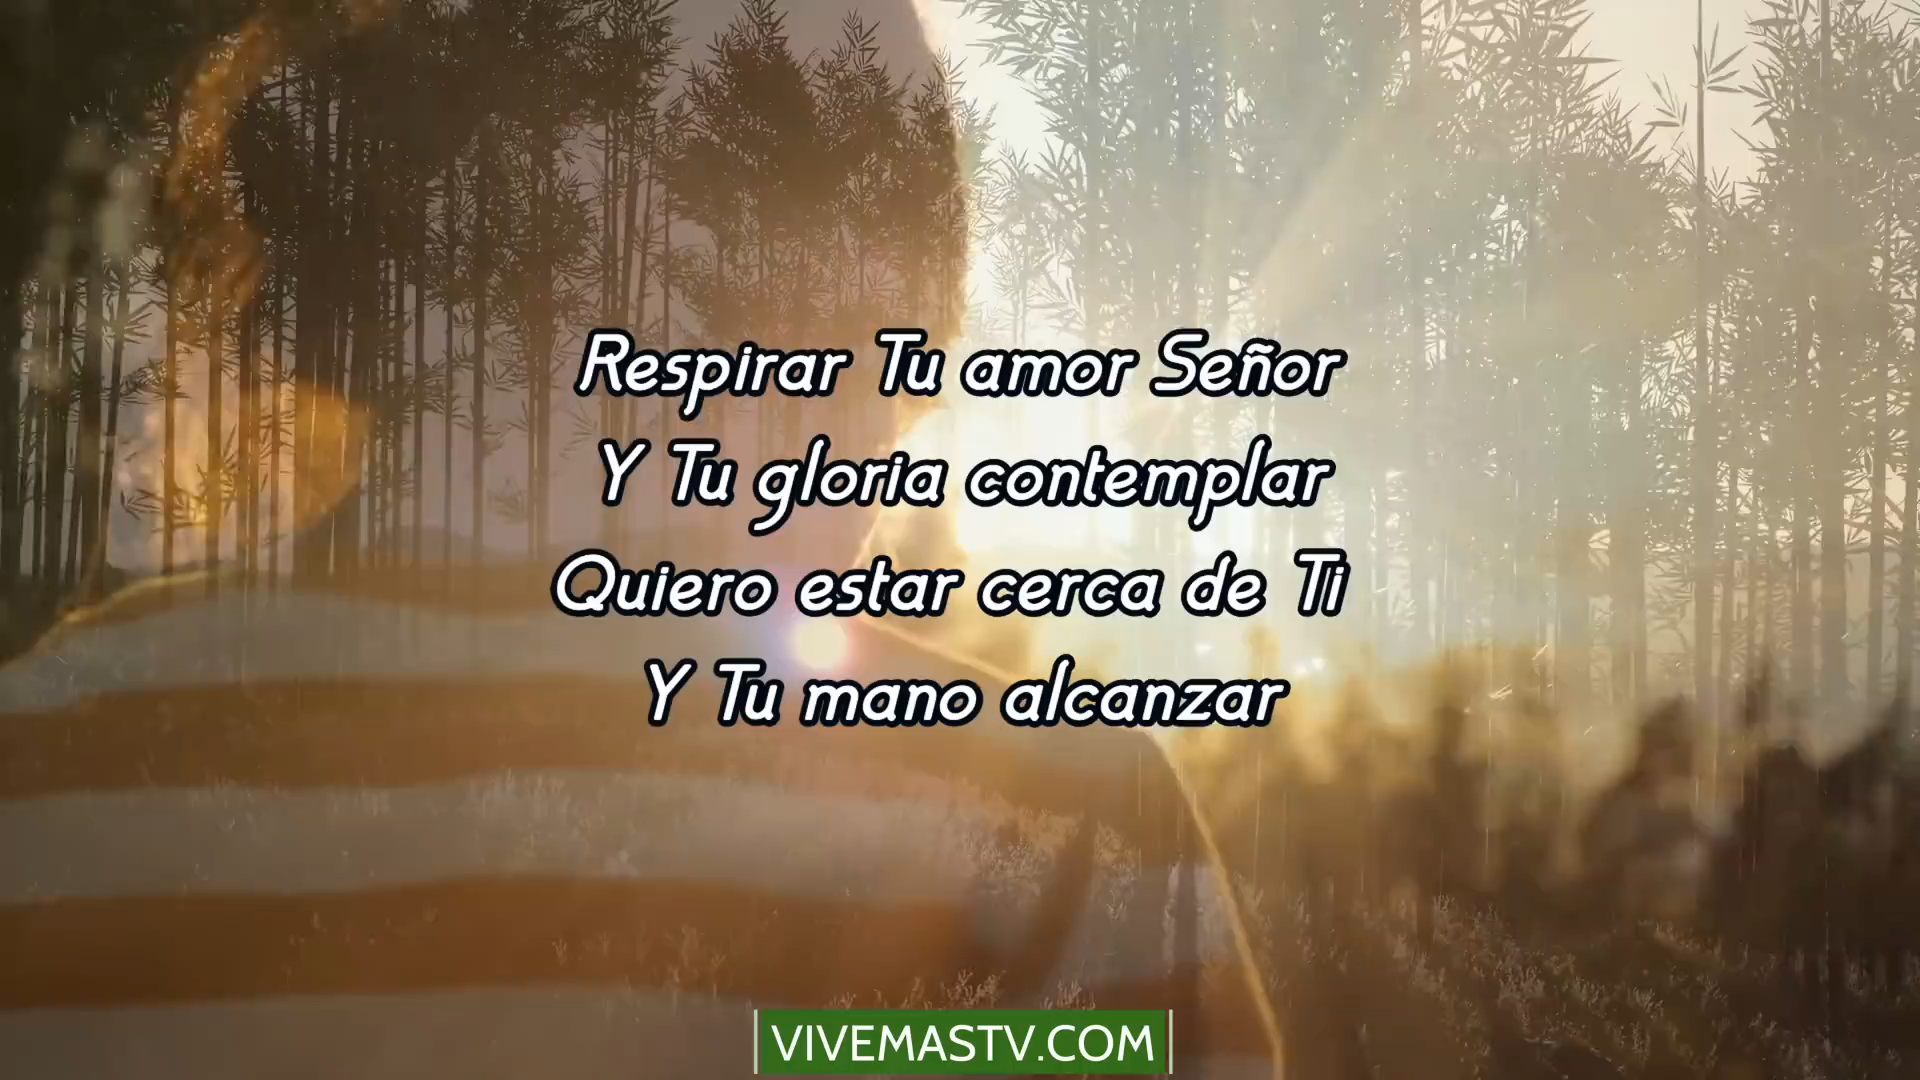 Respirar Tu amor Señor
Y Tu gloria contemplar
Quiero estar cerca de Ti
Y Tu mano alcanzar
VIVEMASTV.COM